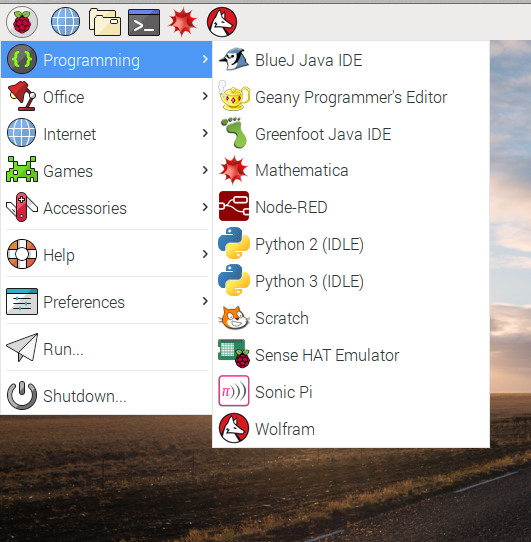 Programming
Office
Internet
Games
Accessories
Help
Preferences
Run...
Shutdown...
BlueJ Java IDE
Geany Programmer's Editor
Greenfoot Java IDE
Mathematica
Node-RED
Python 2 (IDLE)
Python 3 (IDLE)
Scratch
Sense HAT Emulator
Sonic Pi
Wolfram